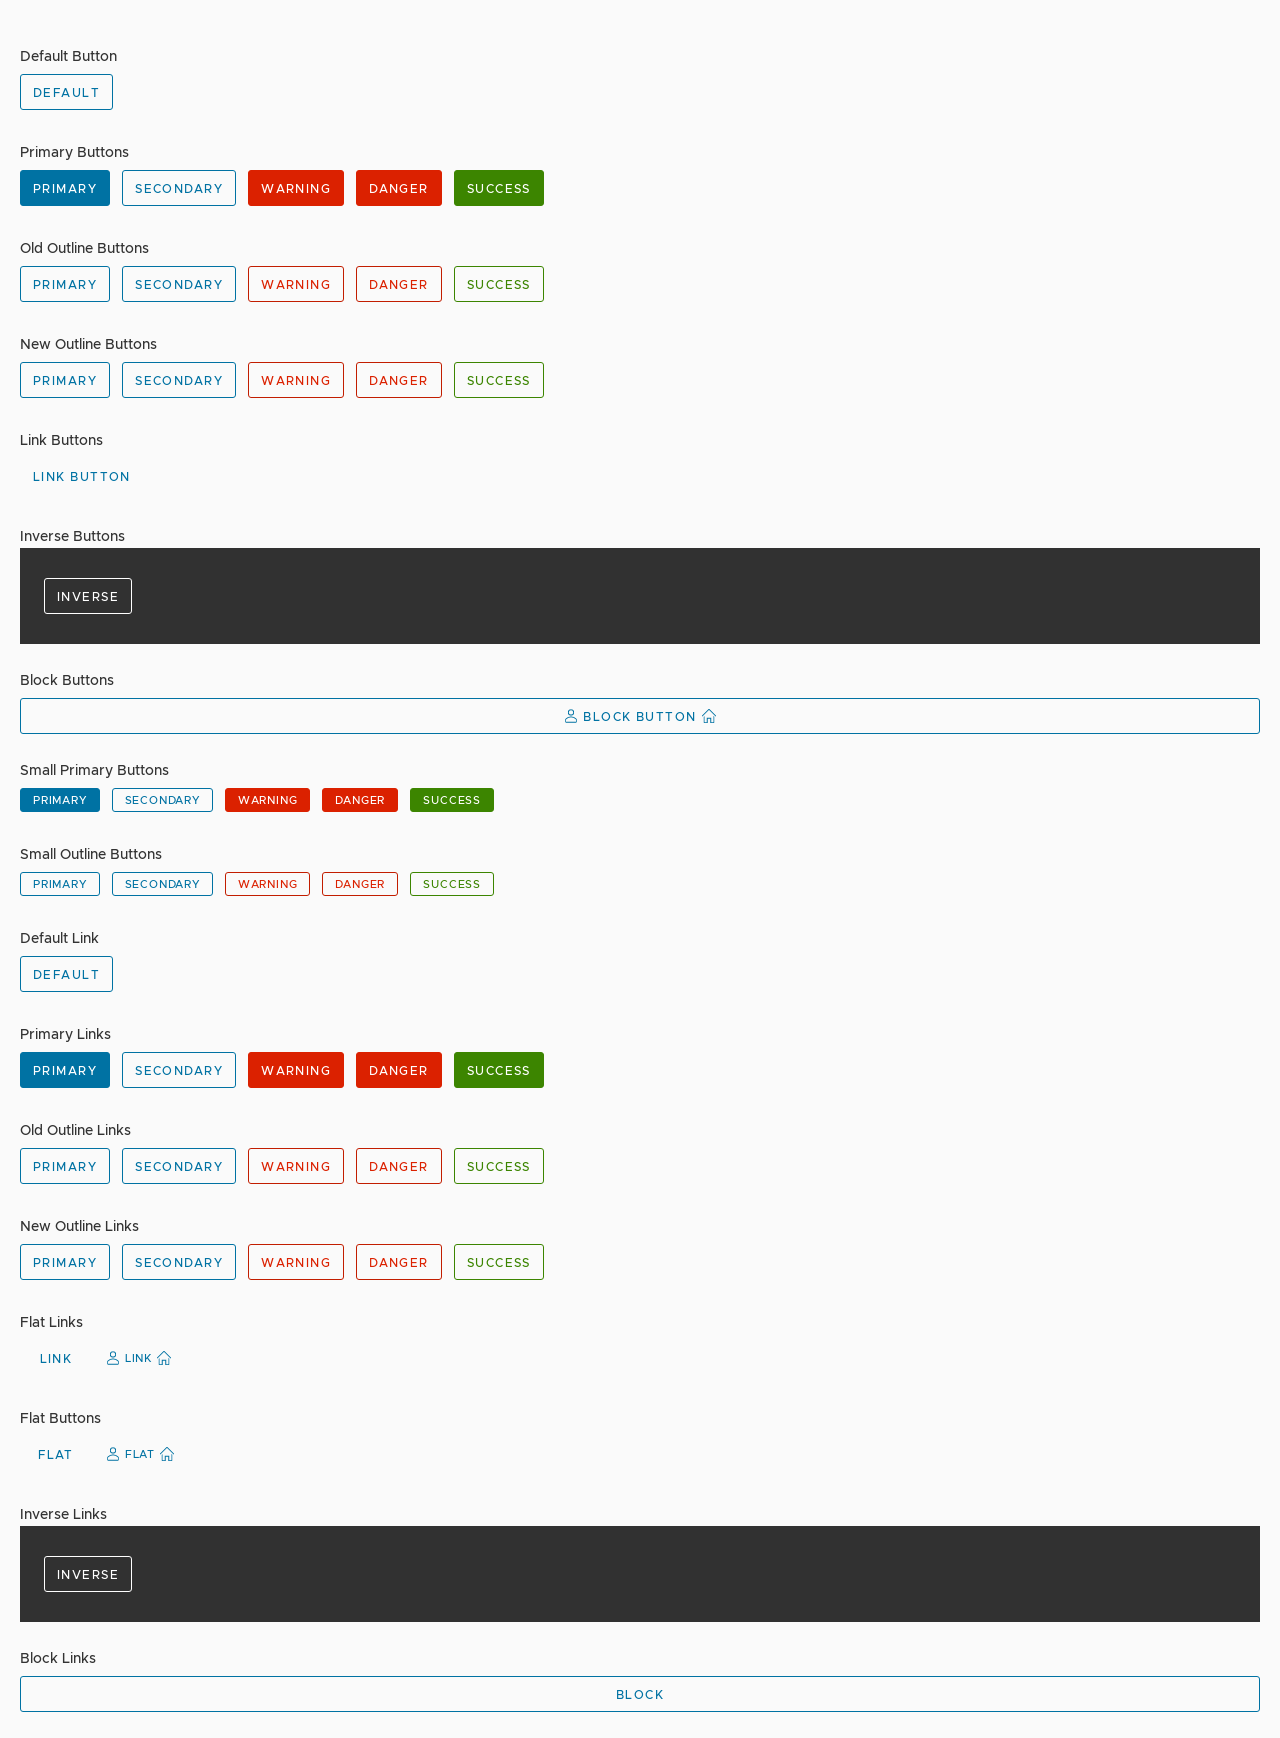 Default Button
DEFAULT
Primary Buttons
PRIMARY SECONDARY WARNING DANGER SUCCESS
Old Outline Buttons
PRIMARY SECONDARY WARNING DANGER SUCCESS
New Outline Buttons
PRIMARY SECONDARY WARNING DANGER SUCCESS
Link Buttons
LINK BUTTON
Inverse Buttons
INVERSE
Block Buttons
BLOCK BUTTON
Small Primary Buttons
PRIMARY SECONDARY WARNING DANGER SUCCESS
Small Outline Buttons
PRIMARY SECONDARY WARNING DANGER SUCCESS
Default Link
DEFAULT
Primary Links
PRIMARY SECONDARY WARNING DANGER SUCCESS
Old Outline Links
PRIMARY SECONDARY WARNING DANGER SUCCESS
New Outline Links
PRIMARY SECONDARY WARNING DANGER SUCCESS
Flat Links
LINK LINK
Flat Buttons
FLAT FLAT
Inverse Links
INVERSE
Block Links
BLOCK